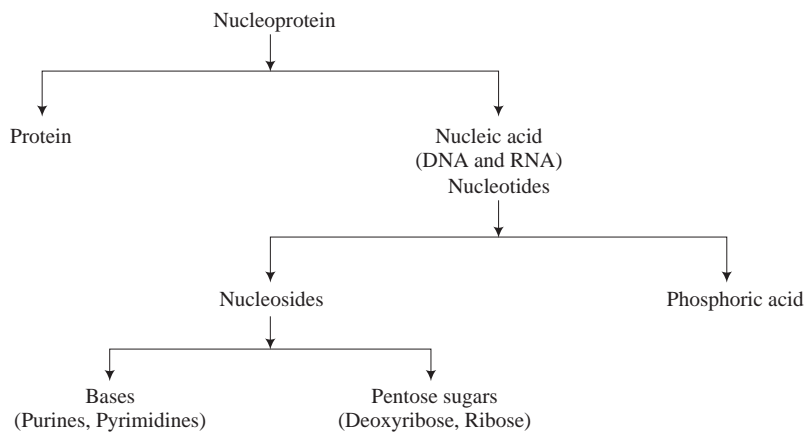 Nucleoprotein
Protein
Nucleic acid
(DNA and RNA)
Nucleotides
Nucleosides
Phosphoric acid
Bases
(Purines, Pyrimidines)
Pentose sugars
(Deoxyribose, Ribose)